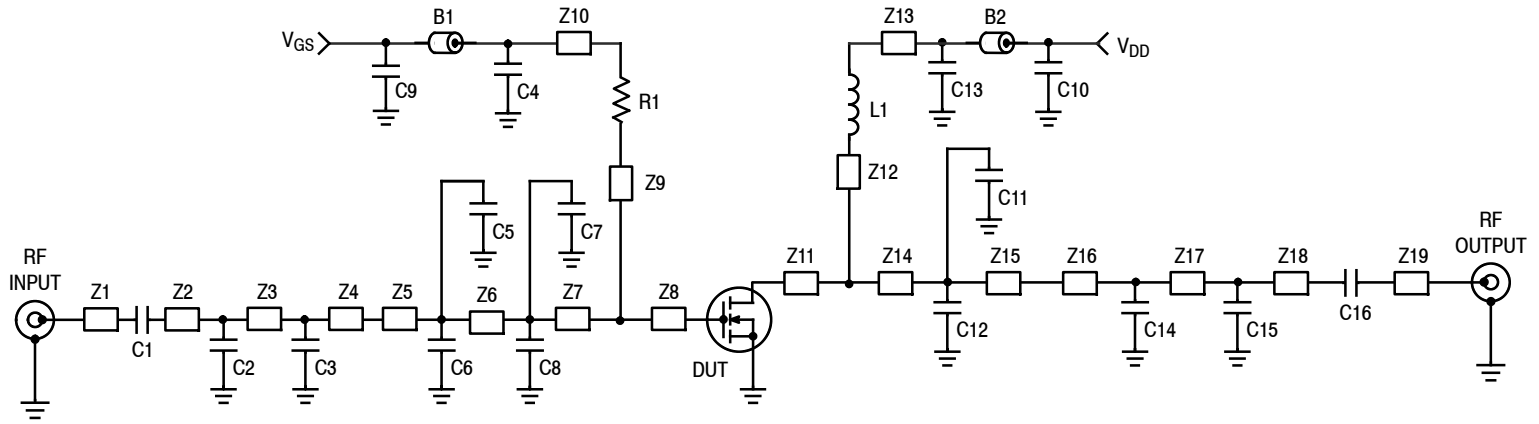 VGS
C9
B1
C4
Z10
R1
Z9
Z13
B2
VDD
C13
C10
L1
Z12
C11
C5
C7
RF
INPUT
Z1
C1
Z2
C2
Z3
C3
Z4
Z5
C6
Z6
C8
Z7
Z8
DUT
Z11
Z14
C12
Z15
Z16
C14
Z17
C15
Z18
C16
Z19
RF
OUTPUT